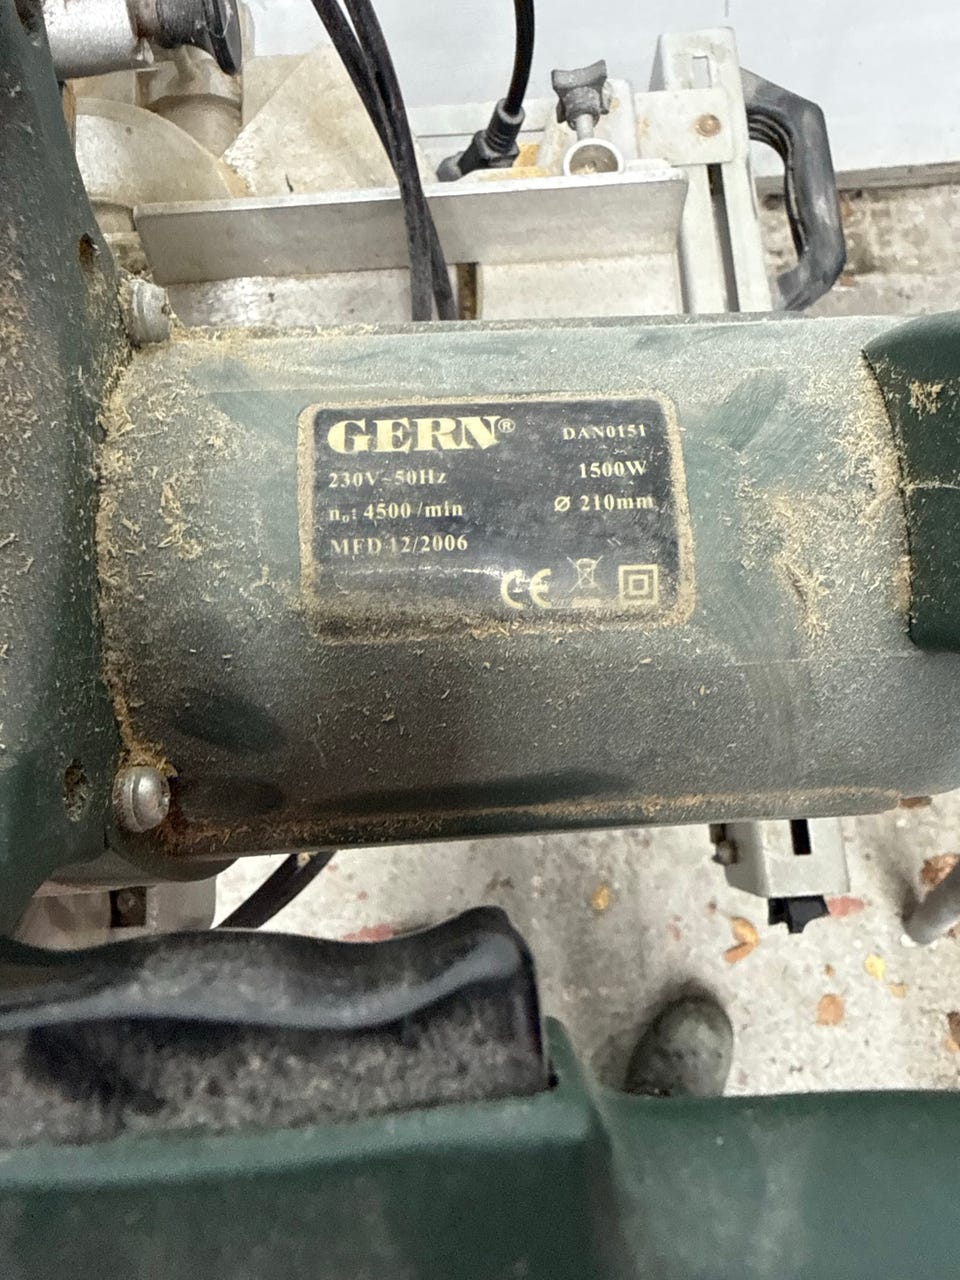 GERN® DAN0151
230V~50Hz 1500W
n₀: 4500 /min Ø 210mm
MFD 12/2006
CE